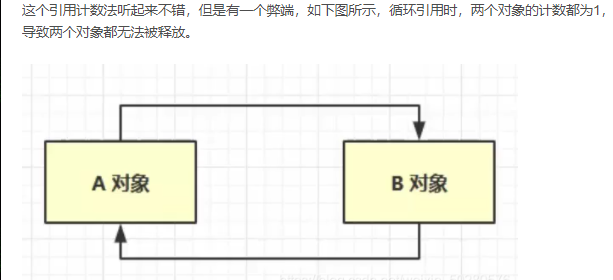 这个引用计数法听起来不错，但是有一个弊端，如下图所示，循环引用时，两个对象的计数都为1，
导致两个对象都无法被释放。
A 对象
B 对象